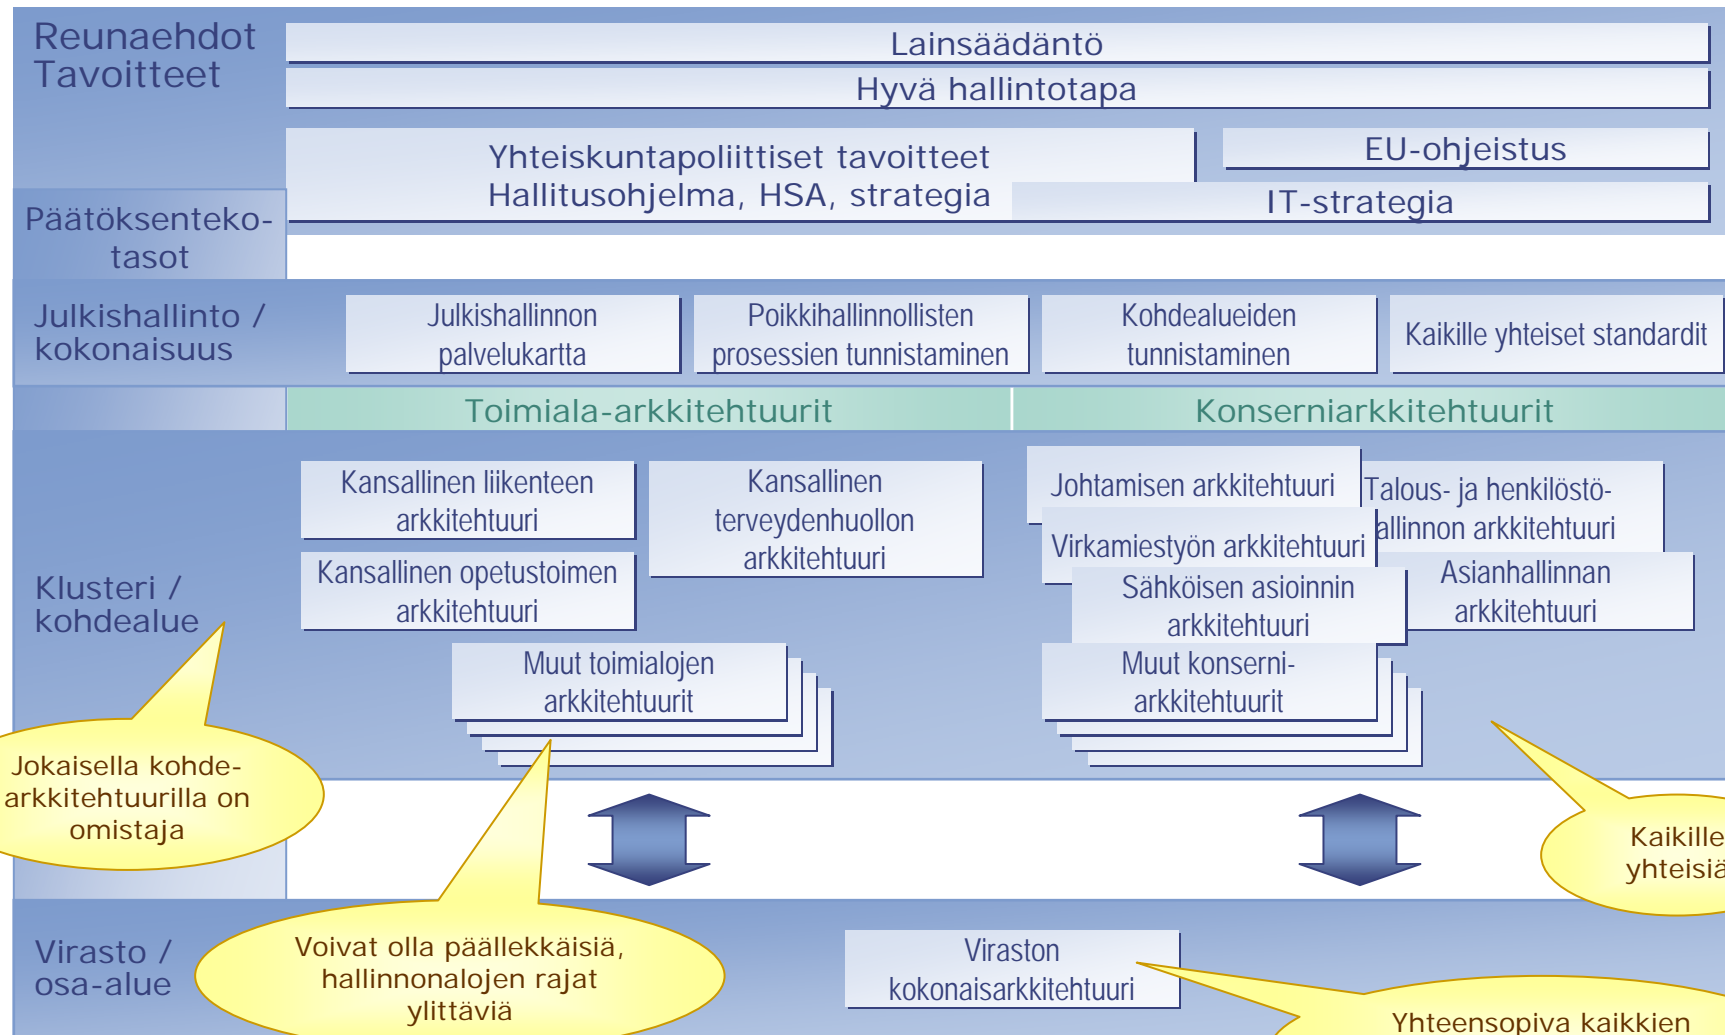 Reunaehdot
Tavoitteet
Lainsäädäntö
Hyvä hallintotapa
Yhteiskuntapoliittiset tavoitteet
Hallitusohjelma, HSA, strategia
EU-ohjeistus
IT-strategia
Päätöksenteko-
tasot
Julkishallinto /
kokonaisuus
Julkishallinnon
palvelukartta
Poikkihallinnollisten
prosessien tunnistaminen
Kohdealueiden
tunnistaminen
Kaikille yhteiset standardit
Toimiala-arkkitehtuurit
Konserniarkkitehtuurit
Klusteri /
kohdealue
Kansallinen liikenteen
arkkitehtuuri
Kansallinen
terveydenhuollon
arkkitehtuuri
Kansallinen opetustoimen
arkkitehtuuri
Muut toimialojen
arkkitehtuurit
Johtamisen arkkitehtuuri
Talous- ja henkilöstö-
allinnon arkkitehtuuri
Virkamiestyön arkkitehtuuri
Sähköisen asioinnin
arkkitehtuuri
Asianhallinnan
arkkitehtuuri
Muut konserni-
arkkitehtuurit
Jokaisella kohde-
arkkitehtuurilla on
omistaja
Kaikille
yhteisiä
Virasto /
osa-alue
Voivat olla päällekkäisiä,
hallinnonalojen rajat
ylittäviä
Viraston
kokonaisarkkitehtuuri
Yhteensopiva kaikkien